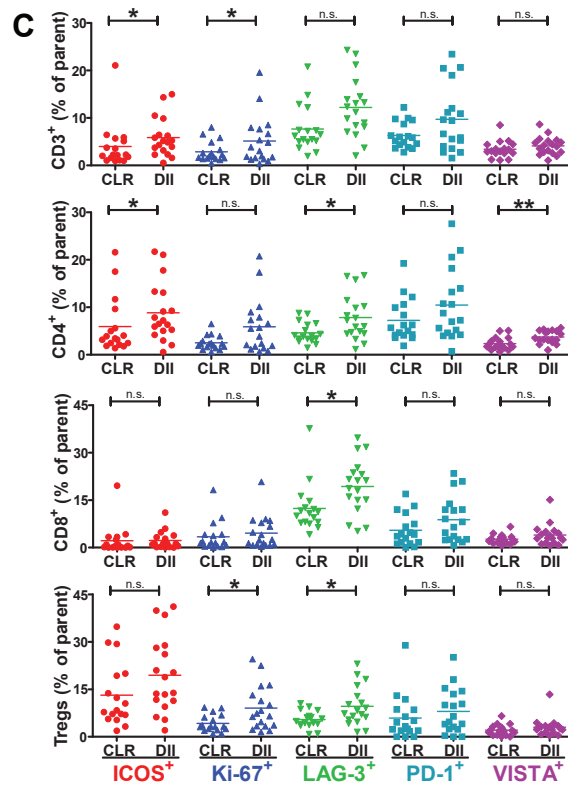 C
* * n.s. n.s. n.s.
CD3+ (% of parent)
30
20
10
0
CLR DII CLR DII CLR DII CLR DII CLR DII
* n.s. * n.s. **
CD4+ (% of parent)
30
20
10
0
CLR DII CLR DII CLR DII CLR DII CLR DII
n.s. n.s. * n.s. n.s.
CD8+ (% of parent)
45
30
15
0
CLR DII CLR DII CLR DII CLR DII CLR DII
n.s. * * n.s. n.s.
Tregs (% of parent)
45
30
15
0
CLR DII CLR DII CLR DII CLR DII CLR DII
ICOS+ Ki-67+ LAG-3+ PD-1+ VISTA+